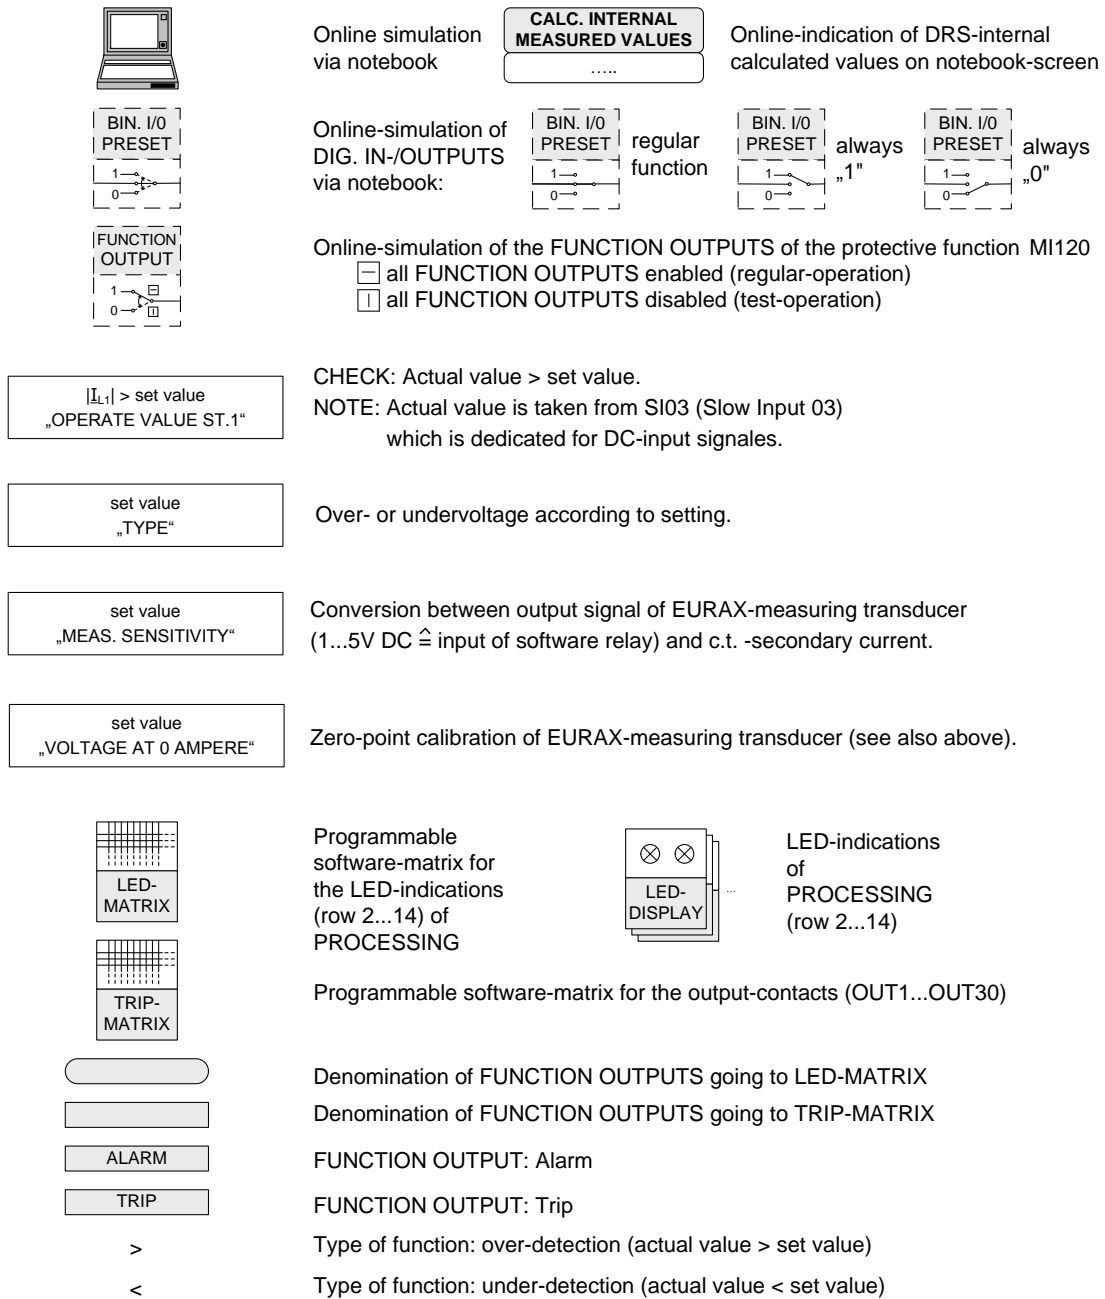 Online simulation
via notebook
CALC. INTERNAL
MEASURED VALUES
.....
Online-indication of DRS-internal
calculated values on notebook-screen
BIN. I/0
PRESET
1
0
Online-simulation of
DIG. IN-/OUTPUTS
via notebook:
BIN. I/0
PRESET
1
0
regular
function
BIN. I/0
PRESET
1
0
always
„1"
BIN. I/0
PRESET
1
0
always
„0"
FUNCTION
OUTPUT
1
0
Online-simulation of the FUNCTION OUTPUTS of the protective function MI120
all FUNCTION OUTPUTS enabled (regular-operation)
all FUNCTION OUTPUTS disabled (test-operation)
|I_L1| > set value
„OPERATE VALUE ST.1“
CHECK: Actual value > set value.
NOTE: Actual value is taken from SI03 (Slow Input 03)
which is dedicated for DC-input signales.
set value
„TYPE“
Over- or undervoltage according to setting.
set value
„MEAS. SENSITIVITY“
Conversion between output signal of EURAX-measuring transducer
(1...5V DC ≙ input of software relay) and c.t. -secondary current.
set value
„VOLTAGE AT 0 AMPERE“
Zero-point calibration of EURAX-measuring transducer (see also above).
LED-
MATRIX
Programmable
software-matrix for
the LED-indications
(row 2...14) of
PROCESSING
LED-
DISPLAY
...
LED-indications
of
PROCESSING
(row 2...14)
TRIP-
MATRIX
Programmable software-matrix for the output-contacts (OUT1...OUT30)
Denomination of FUNCTION OUTPUTS going to LED-MATRIX
Denomination of FUNCTION OUTPUTS going to TRIP-MATRIX
ALARM
FUNCTION OUTPUT: Alarm
TRIP
FUNCTION OUTPUT: Trip
>
Type of function: over-detection (actual value > set value)
<
Type of function: under-detection (actual value < set value)